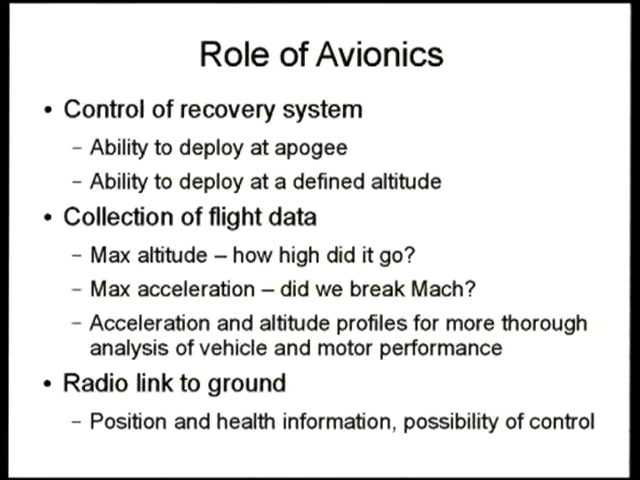 Role of Avionics
• Control of recovery system
– Ability to deploy at apogee
– Ability to deploy at a defined altitude
• Collection of flight data
– Max altitude – how high did it go?
– Max acceleration – did we break Mach?
– Acceleration and altitude profiles for more thorough
analysis of vehicle and motor performance
• Radio link to ground
– Position and health information, possibility of control